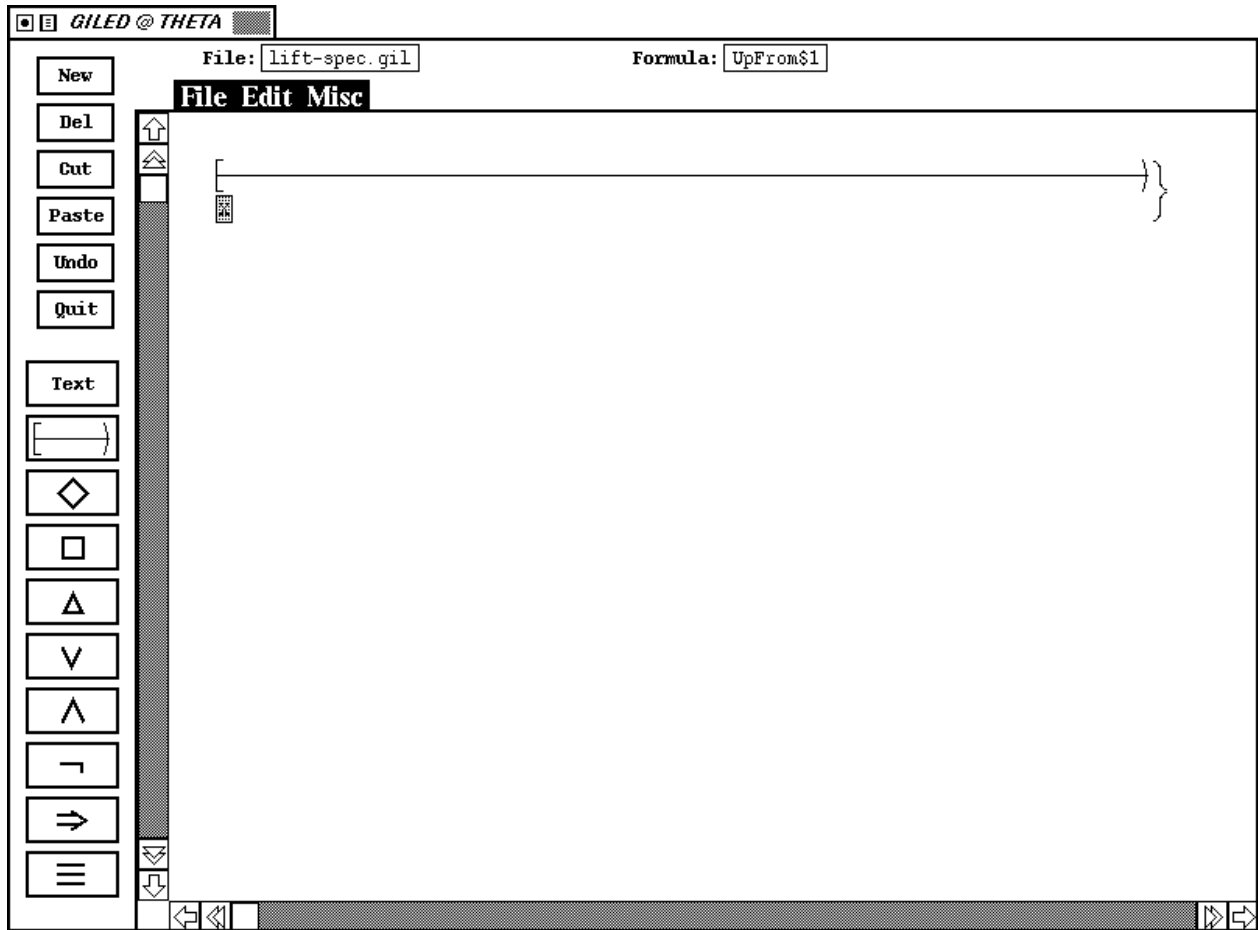 GILED @ THETA
File: lift-spec.gil
Formula: UpFrom$1
File Edit Misc
New
Del
Cut
Paste
Undo
Quit
Text